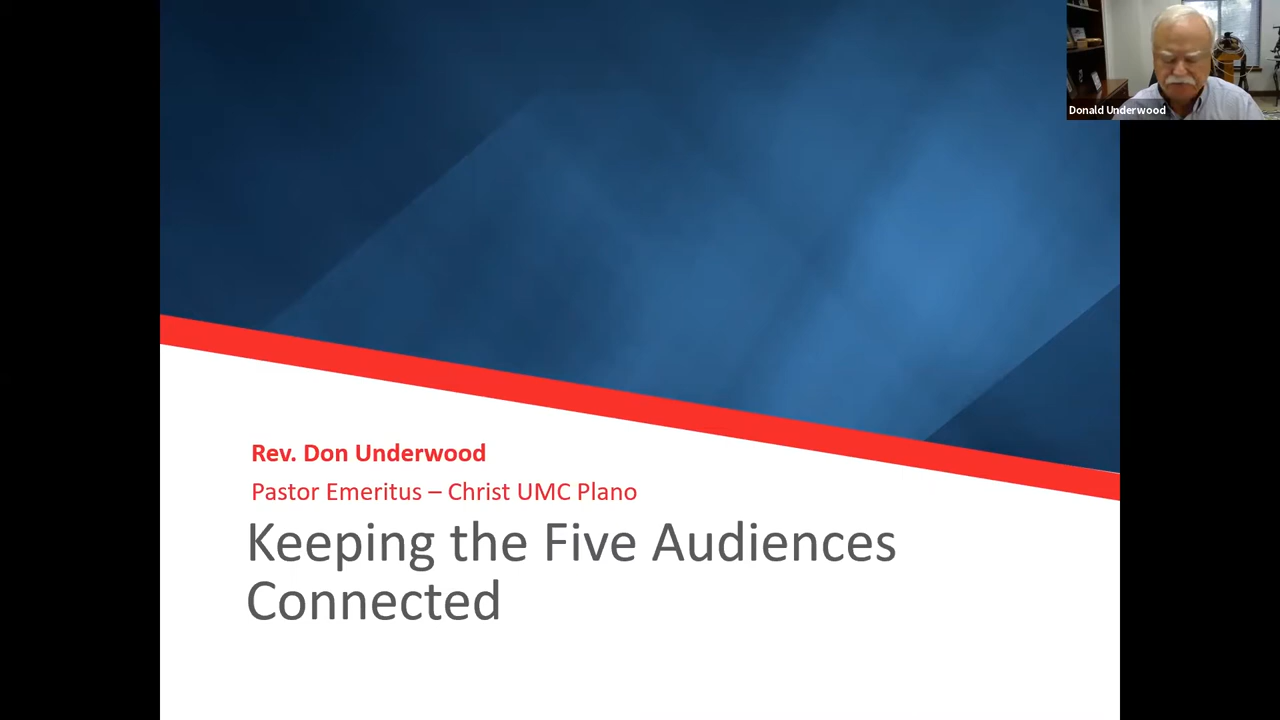 Donald Underwood
Rev. Don Underwood
Pastor Emeritus – Christ UMC Plano
Keeping the Five Audiences
Connected